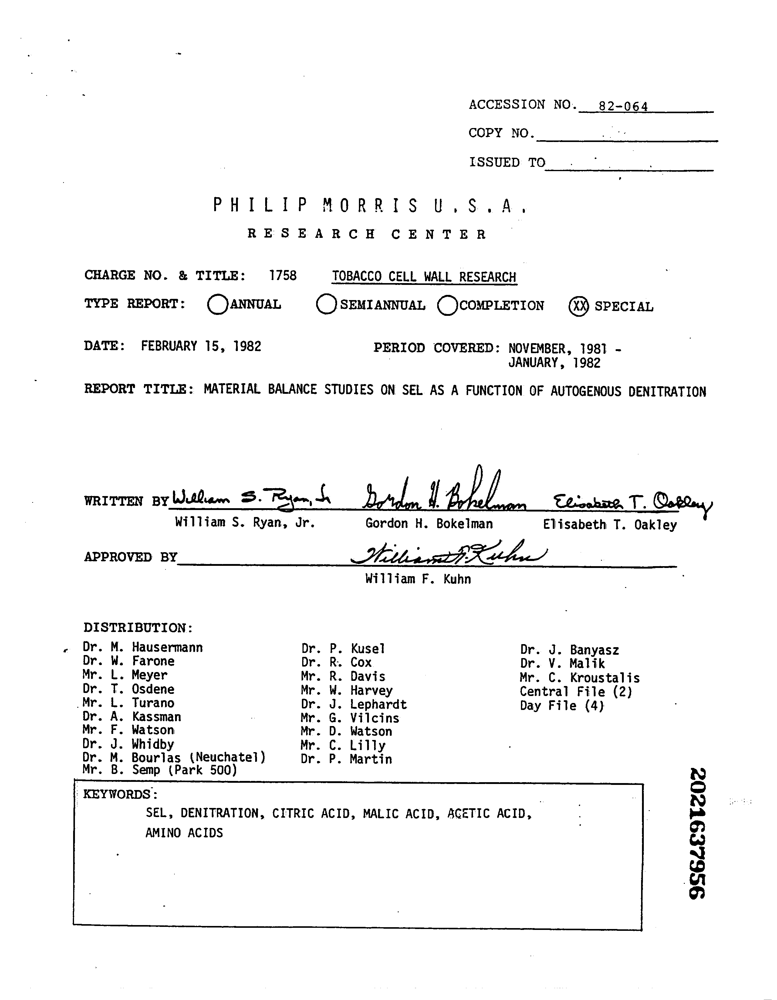 ACCESSION NO. 82-064
COPY NO.
ISSUED TO
PHILIP MORRIS U.S.A.
RESEARCH CENTER
CHARGE NO. & TITLE: 1758 TOBACCO CELL WALL RESEARCH
TYPE REPORT: ANNUAL SEMIANNUAL COMPLETION XX SPECIAL
DATE: FEBRUARY 15, 1982 PERIOD COVERED: NOVEMBER, 1981 -
JANUARY, 1982
REPORT TITLE: MATERIAL BALANCE STUDIES ON SEL AS A FUNCTION OF AUTOGENOUS DENITRATION
WRITTEN BY William S. Ryan, Jr Gordon H. Bokelman Elisabeth T. Oakley
William S. Ryan, Jr. Gordon H. Bokelman Elisabeth T. Oakley
APPROVED BY William F. Kuhn
William F. Kuhn
DISTRIBUTION:
Dr. M. Hausermann
Dr. W. Farone
Mr. L. Meyer
Dr. T. Osdene
Mr. L. Turano
Dr. A. Kassman
Mr. F. Watson
Dr. J. Whidby
Dr. M. Bourlas (Neuchatel)
Mr. B. Semp (Park 500)
Dr. P. Kusel
Dr. R. Cox
Mr. R. Davis
Mr. W. Harvey
Dr. J. Lephardt
Mr. G. Vilcins
Mr. D. Watson
Mr. C. Lilly
Dr. P. Martin
Dr. J. Banyasz
Dr. V. Malik
Mr. C. Kroustalis
Central File (2)
Day File (4)
KEYWORDS:
SEL, DENITRATION, CITRIC ACID, MALIC ACID, ACETIC ACID,
AMINO ACIDS
2021637956